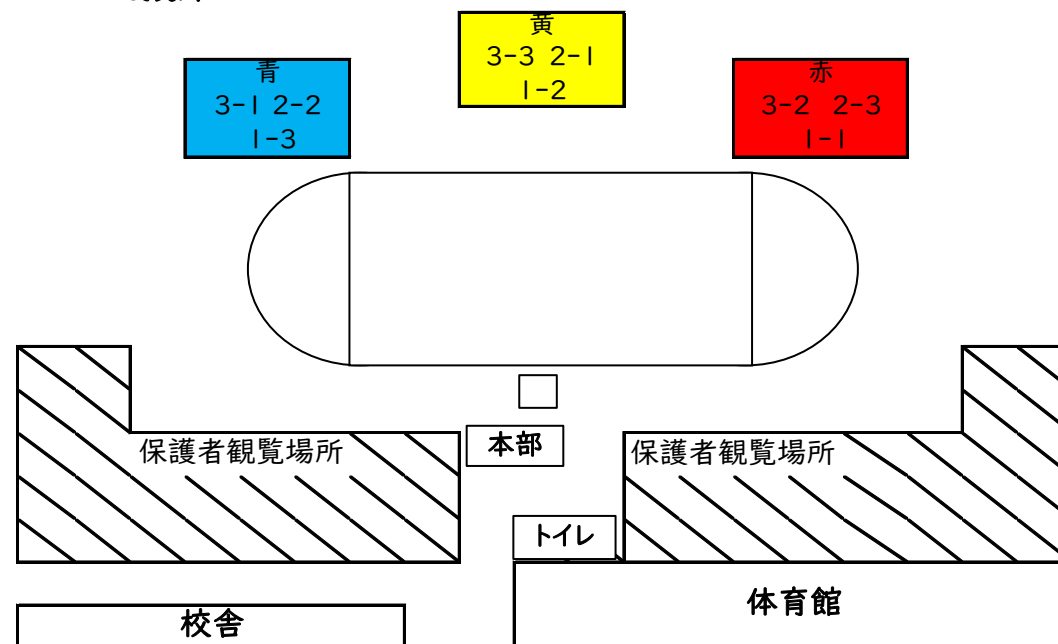 黄
3-3 2-1
1-2
青
3-1 2-2
1-3
赤
3-2 2-3
1-1
保護者観覧場所
本部
保護者観覧場所
トイレ
体育館
校舎